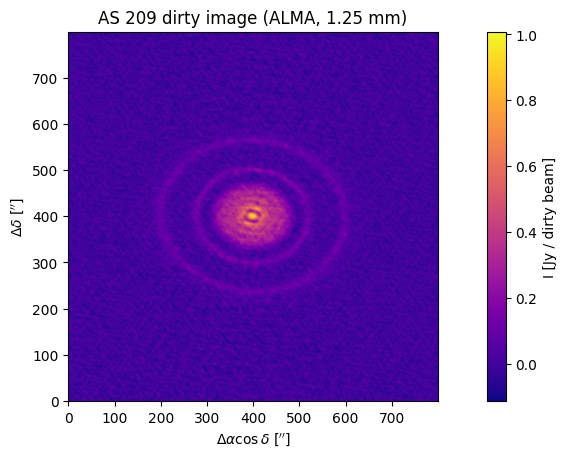 AS 209 dirty image (ALMA, 1.25 mm)
700
600
500
400
300
200
100
0
Δδ [″]
0 100 200 300 400 500 600 700
Δα cos δ [″]
1.0
0.8
0.6
0.4
0.2
0.0
I [Jy / dirty beam]